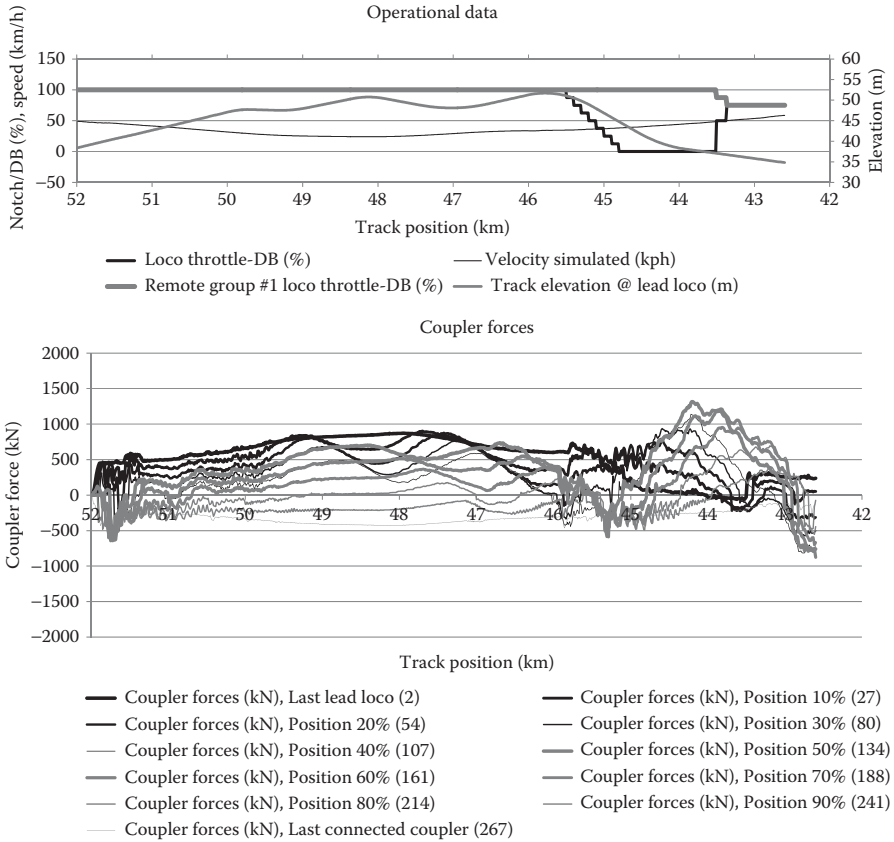 Operational data
Notch/DB (%), speed (km/h)
150
100
50
0
−50
60
55
50
45
40
35
30
Elevation (m)
52 51 50 49 48 47 46 45 44 43 42
Track position (km)
Loco throttle-DB (%) Velocity simulated (kph)
Remote group #1 loco throttle-DB (%) Track elevation @ lead loco (m)
Coupler forces
Coupler force (kN)
2000
1500
1000
500
0
−500
−1000
−1500
−2000
52 51 50 49 48 47 46 45 44 43 42
Track position (km)
Coupler forces (kN), Last lead loco (2) Coupler forces (kN), Position 10% (27)
Coupler forces (kN), Position 20% (54) Coupler forces (kN), Position 30% (80)
Coupler forces (kN), Position 40% (107) Coupler forces (kN), Position 50% (134)
Coupler forces (kN), Position 60% (161) Coupler forces (kN), Position 70% (188)
Coupler forces (kN), Position 80% (214) Coupler forces (kN), Position 90% (241)
Coupler forces (kN), Last connected coupler (267)